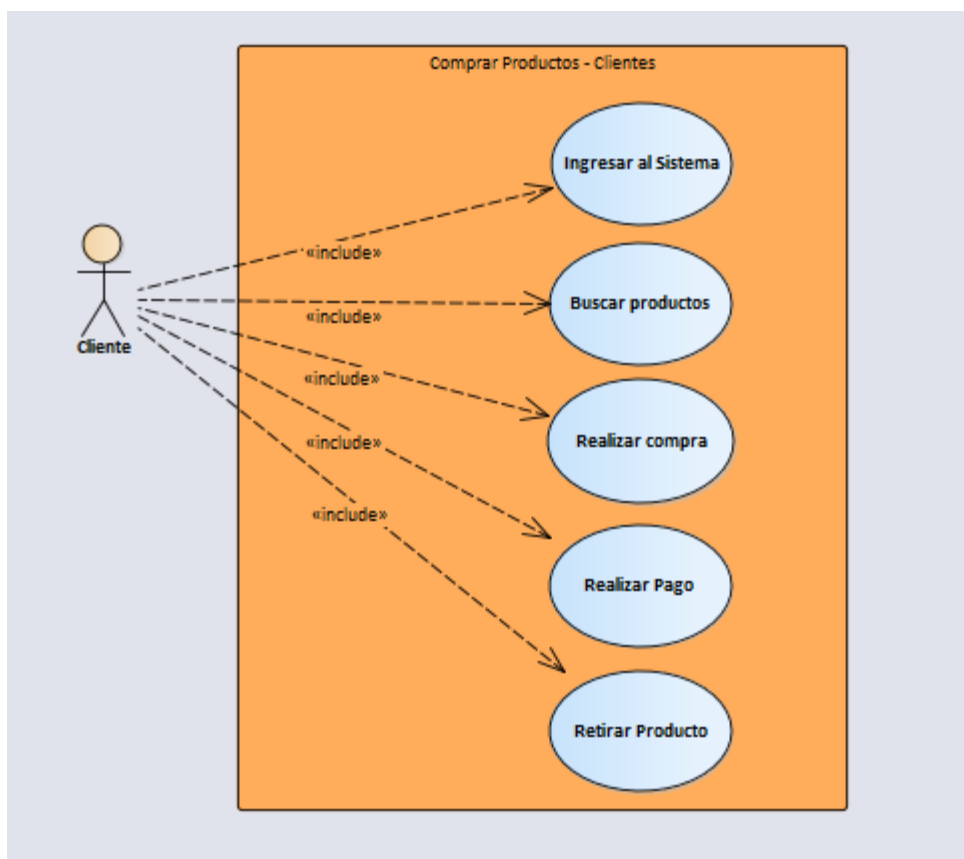 Comprar Productos - Clientes
Ingresar al Sistema
«include»
Buscar productos
«include»
Cliente
«include»
Realizar compra
«include»
«include»
Realizar Pago
Retirar Producto